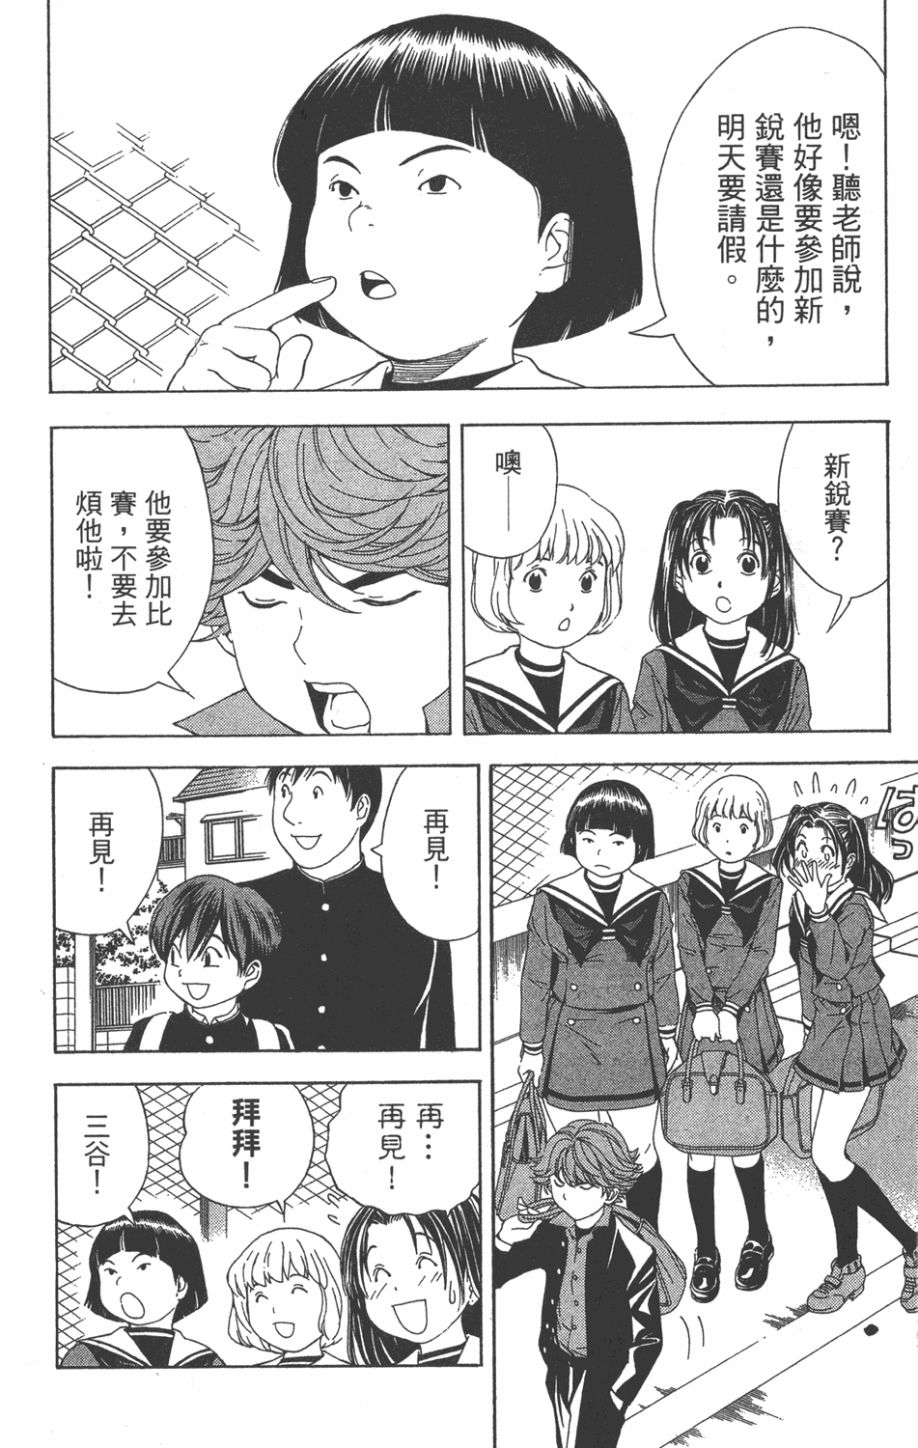 嗯！聽老師說，
他好像要參加新
銳賽還是什麼的，
明天要請假。
新銳賽？
噢——
他要參加比
賽，不要去
煩他啦！
ばっ
再見！
再見！
再…
再見！
拜拜！
三谷！